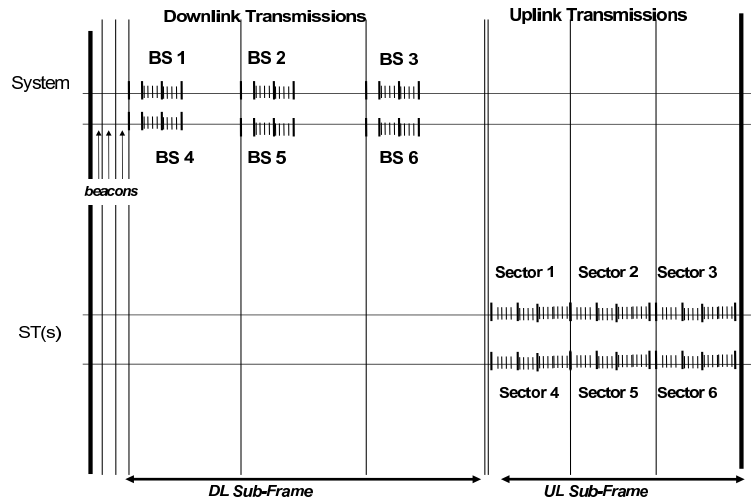 Downlink Transmissions
Uplink Transmissions
BS 1
BS 2
BS 3
System
BS 4
BS 5
BS 6
beacons
Sector 1
Sector 2
Sector 3
ST(s)
Sector 4
Sector 5
Sector 6
DL Sub-Frame
UL Sub-Frame